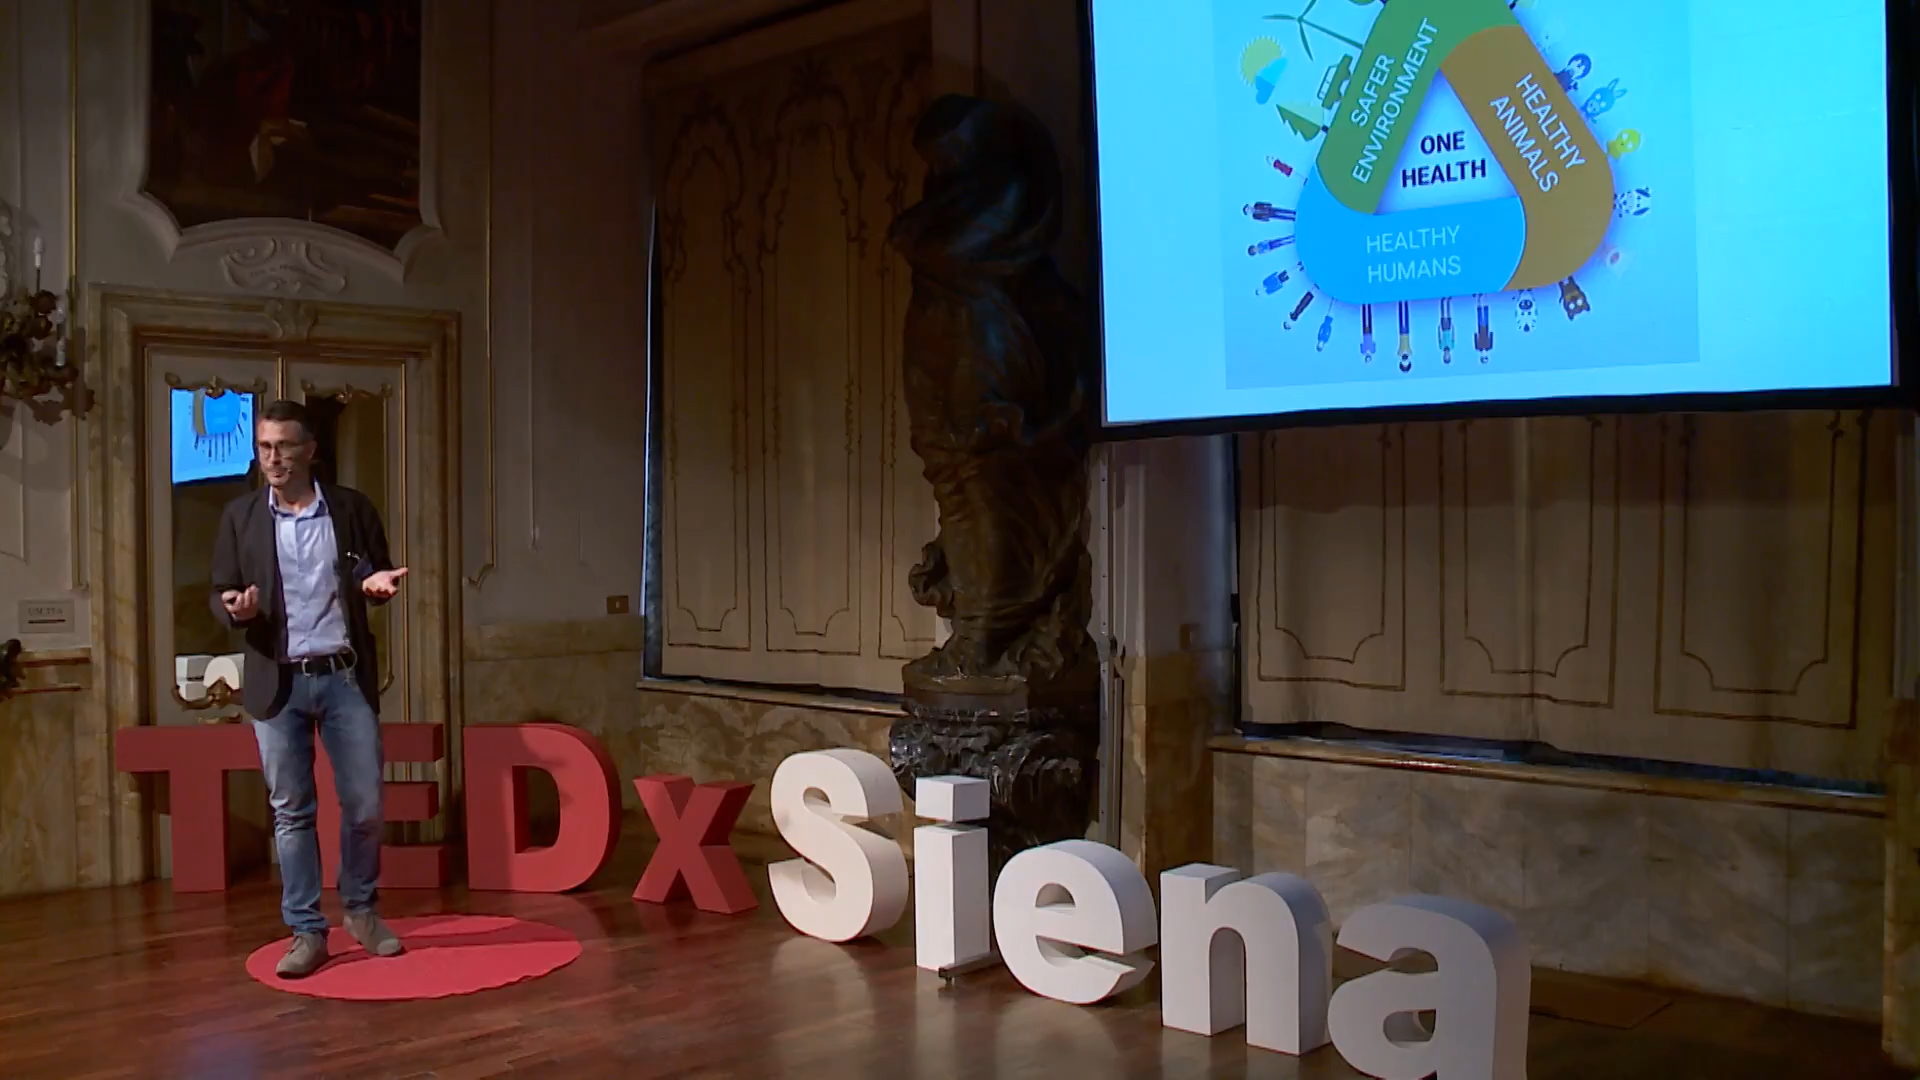 SAFER
ENVIRONMENT
HEALTHY
ANIMALS
ONE
HEALTH
HEALTHY
HUMANS
TEDxSiena